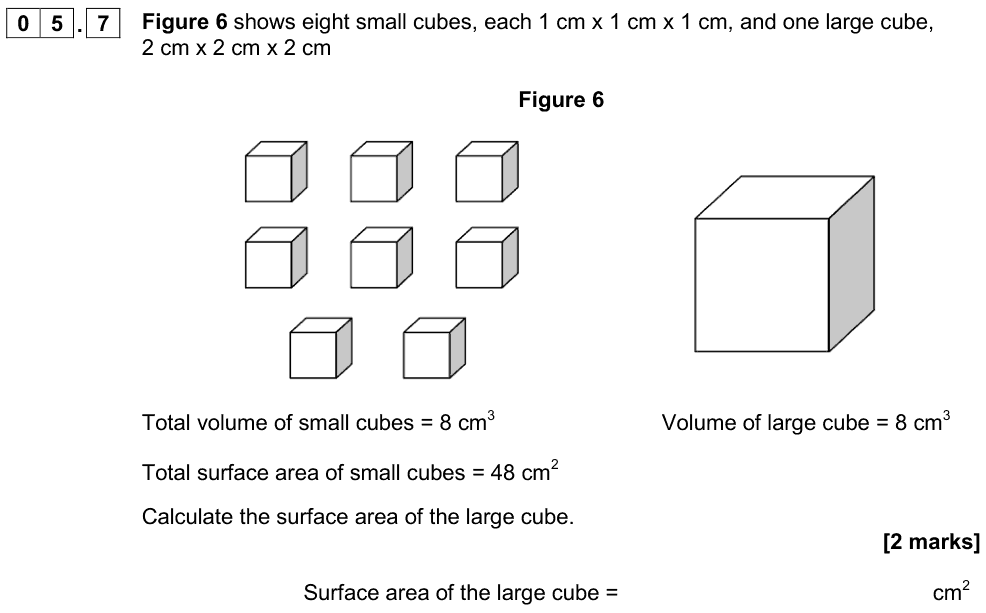 0 5 . 7 Figure 6 shows eight small cubes, each 1 cm x 1 cm x 1 cm, and one large cube,
2 cm x 2 cm x 2 cm
Figure 6
Total volume of small cubes = 8 cm³ Volume of large cube = 8 cm³
Total surface area of small cubes = 48 cm²
Calculate the surface area of the large cube.
[2 marks]
Surface area of the large cube = cm²